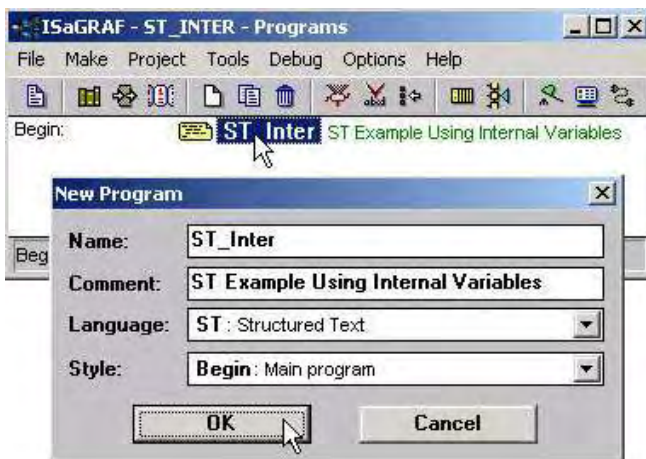 ISaGRAF - ST_INTER - Programs
File Make Project Tools Debug Options Help
Begin: ST_Inter ST Example Using Internal Variables
New Program
Beg
Name: ST_Inter
Comment: ST Example Using Internal Variables
Language: ST : Structured Text
Style: Begin : Main program
OK Cancel